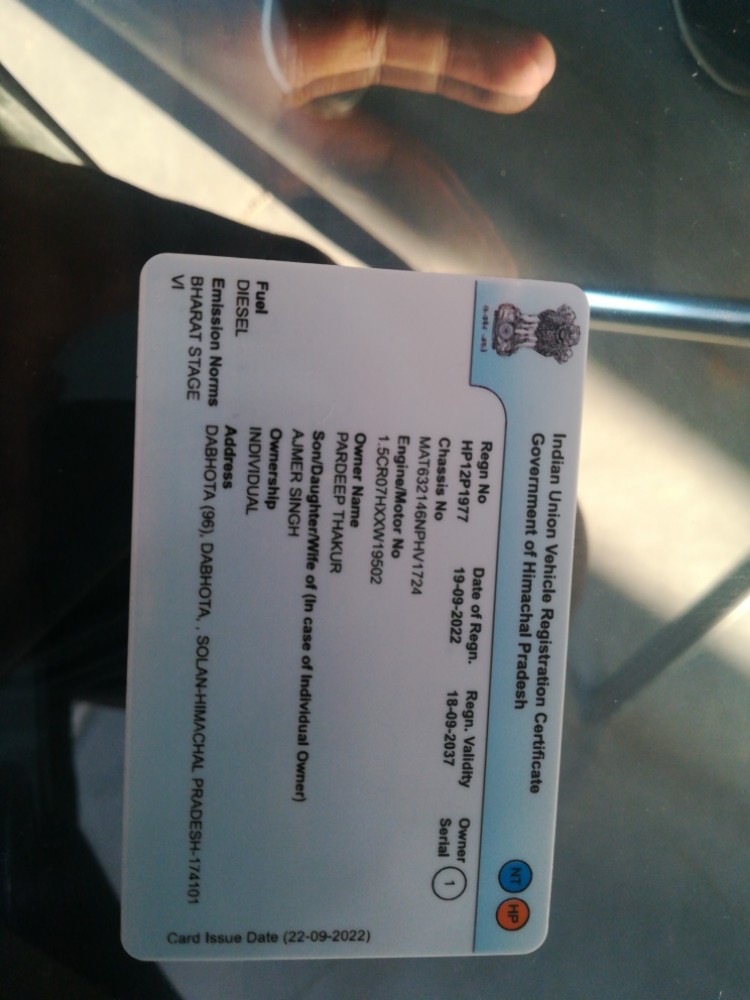 Indian Union Vehicle Registration Certificate
Government of Himachal Pradesh
NT HP
Regn No Date of Regn. Regn. Validity Owner Serial 1
HP12P1977 19-09-2022 18-09-2037
Chassis No
MAT632146NPHV1724
Engine/Motor No
1.5CR07HXXW19502
Owner Name
PARDEEP THAKUR
Son/Daughter/Wife of (In case of Individual Owner)
AJMER SINGH
Fuel Ownership
DIESEL INDIVIDUAL
Emission Norms Address
BHARAT STAGE DABHOTA (96), DABHOTA, , SOLAN-HIMACHAL PRADESH-174101
VI
Card Issue Date (22-09-2022)